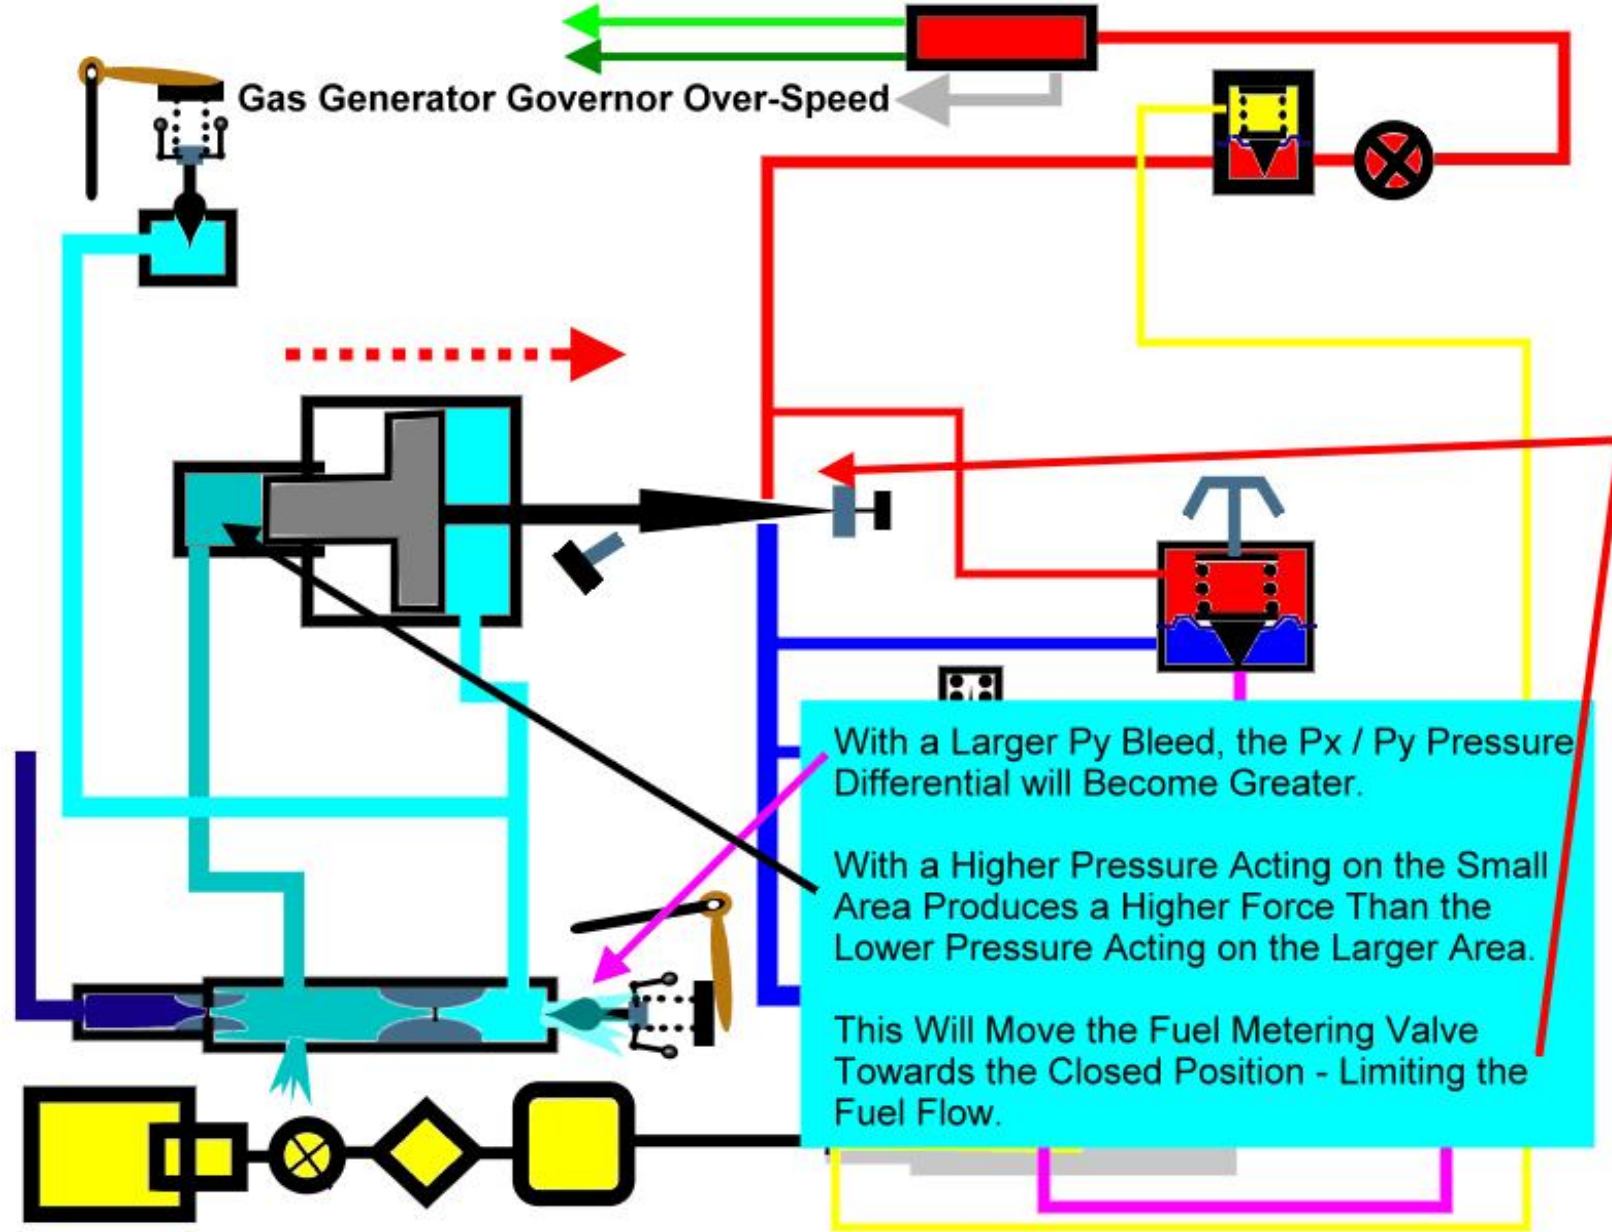 Gas Generator Governor Over-Speed
With a Larger Py Bleed, the Px / Py Pressure
Differential will Become Greater.
With a Higher Pressure Acting on the Small
Area Produces a Higher Force Than the
Lower Pressure Acting on the Larger Area.
This Will Move the Fuel Metering Valve
Towards the Closed Position - Limiting the
Fuel Flow.